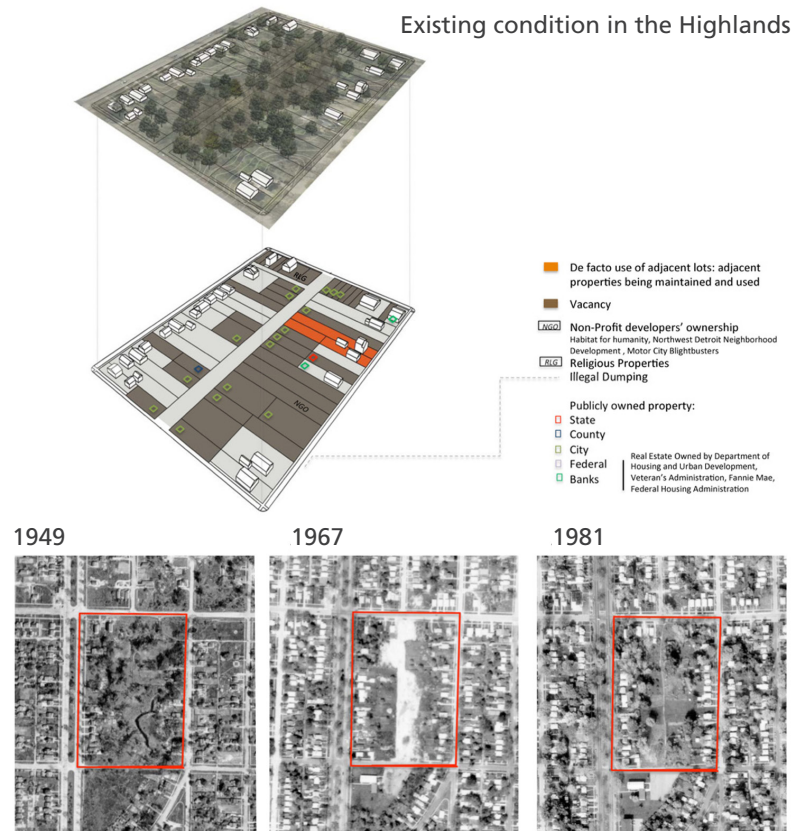 Existing condition in the Highlands
RLG
NGO
De facto use of adjacent lots: adjacent
properties being maintained and used
Vacancy
NGO Non-Profit developers' ownership
Habitat for humanity, Northwest Detroit Neighborhood
Development , Motor City Blightbusters
RLG Religious Properties
Illegal Dumping
Publicly owned property:
State
County
City
Federal
Banks
Real Estate Owned by Department of
Housing and Urban Development,
Veteran's Administration, Fannie Mae,
Federal Housing Administration
1949
1967
1981